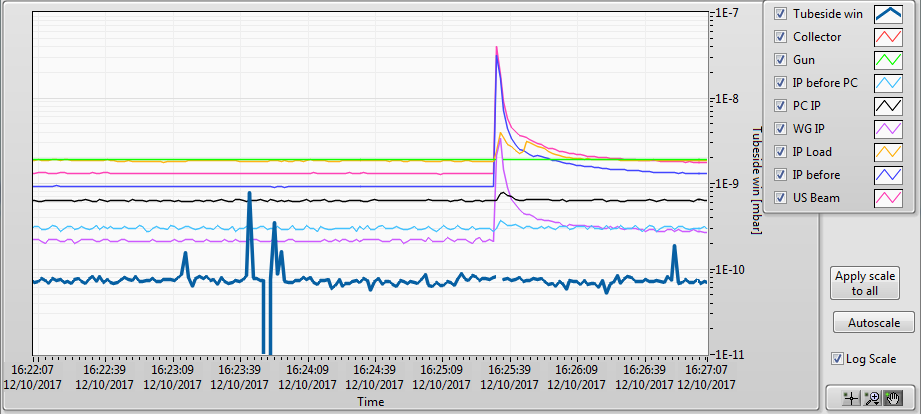 1E-7
1E-8
1E-9
1E-10
1E-11
Tubeside win [mbar]
16:22:07 16:22:39 16:23:09 16:23:39 16:24:09 16:24:39 16:25:09 16:25:39 16:26:09 16:26:39 16:27:07
12/10/2017 12/10/2017 12/10/2017 12/10/2017 12/10/2017 12/10/2017 12/10/2017 12/10/2017 12/10/2017 12/10/2017 12/10/2017
Time
Tubeside win
Collector
Gun
IP before PC
PC IP
WG IP
IP Load
IP before
US Beam
Apply scale
to all
Autoscale
Log Scale